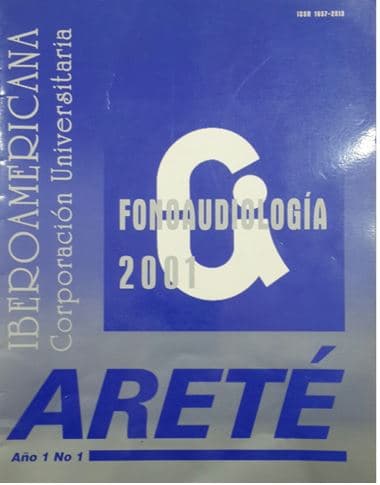 ISSN 1657-2513
IBEROAMERICANA
Corporación Universitaria
FONOAUDIOLOGÍA
2001
ARETÉ
Año 1 No 1